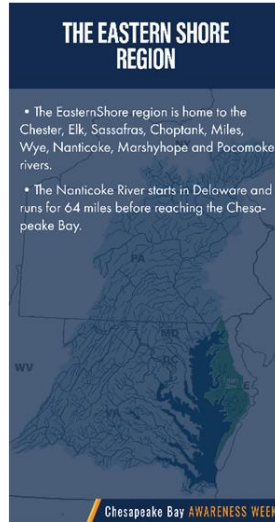 THE EASTERN SHORE
REGION
• The EasternShore region is home to the
Chester, Elk, Sassafras, Choptank, Miles,
Wye, Nanticoke, Marshyhope and Pocomoke
rivers.
• The Nanticoke River starts in Delaware and
runs for 64 miles before reaching the Chesa-
peake Bay.
PA
MD
DC
WV
VA
Chesapeake Bay AWARENESS WEEK